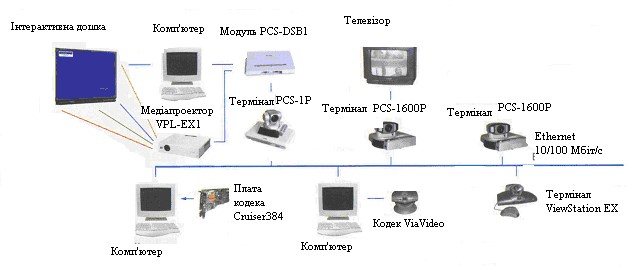 Інтерактивна дошка
Комп'ютер
Модуль PCS-DSB1
Телевізор
Медіапроектор
VPL-EX1
Термінал PCS-1P
Термінал PCS-1600P
Термінал PCS-1600P
Ethernet
10/100 Мбіт/с
Плата
кодека
Cruiser384
Комп'ютер
Комп'ютер
Кодек ViaVideo
Термінал
ViewStation EX